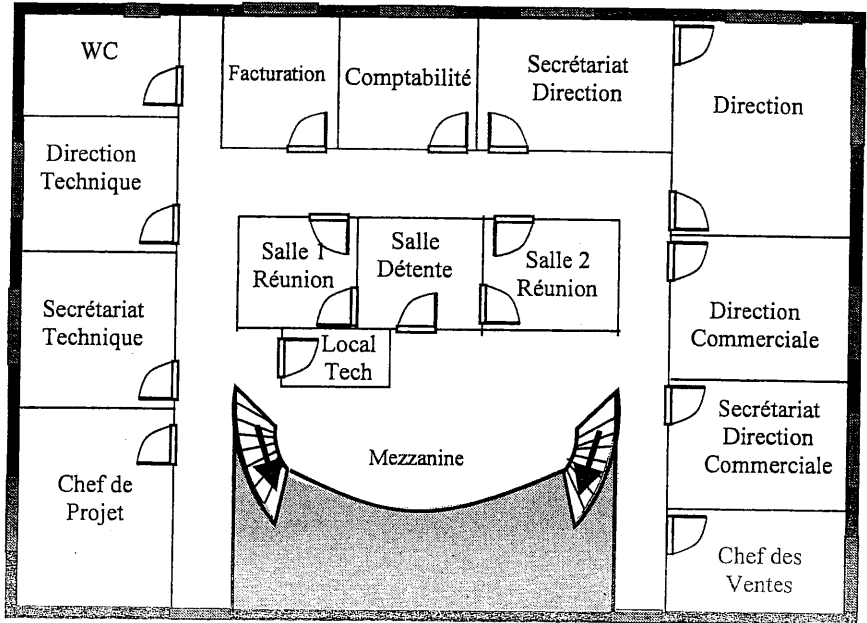 WC
Facturation
Comptabilité
Secrétariat
Direction
Direction
Direction
Technique
Salle 1
Réunion
Salle
Détente
Salle 2
Réunion
Secrétariat
Technique
Direction
Commerciale
Local
Tech
Secrétariat
Direction
Commerciale
Mezzanine
Chef de
Projet
Chef des
Ventes